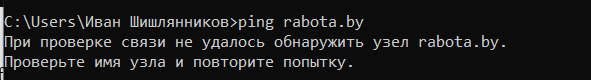 C:\Users\Иван Шишлянников>ping rabota.by
При проверке связи не удалось обнаружить узел rabota.by.
Проверьте имя узла и повторите попытку.